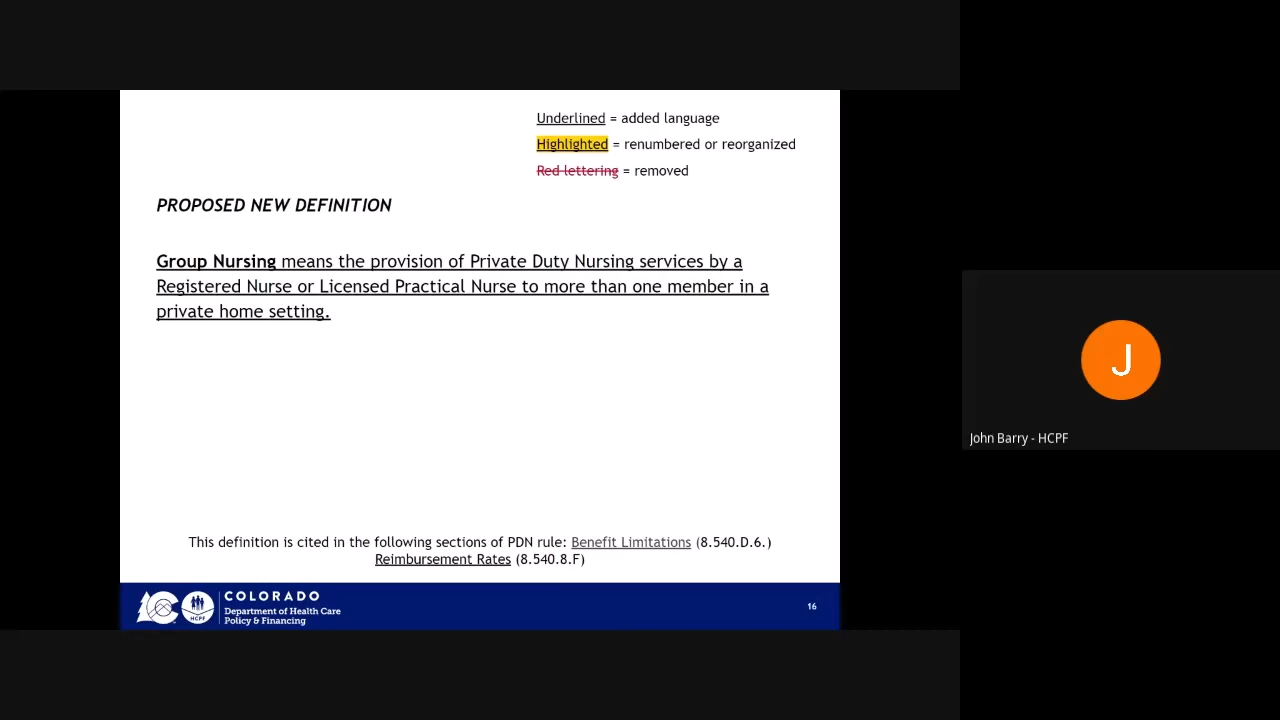 Underlined = added language
Highlighted = renumbered or reorganized
Red lettering = removed
PROPOSED NEW DEFINITION
Group Nursing means the provision of Private Duty Nursing services by a
Registered Nurse or Licensed Practical Nurse to more than one member in a
private home setting.
This definition is cited in the following sections of PDN rule: Benefit Limitations (8.540.D.6.)
Reimbursement Rates (8.540.8.F)
HCPF
COLORADO
Department of Health Care
Policy & Financing
16
J
John Barry - HCPF